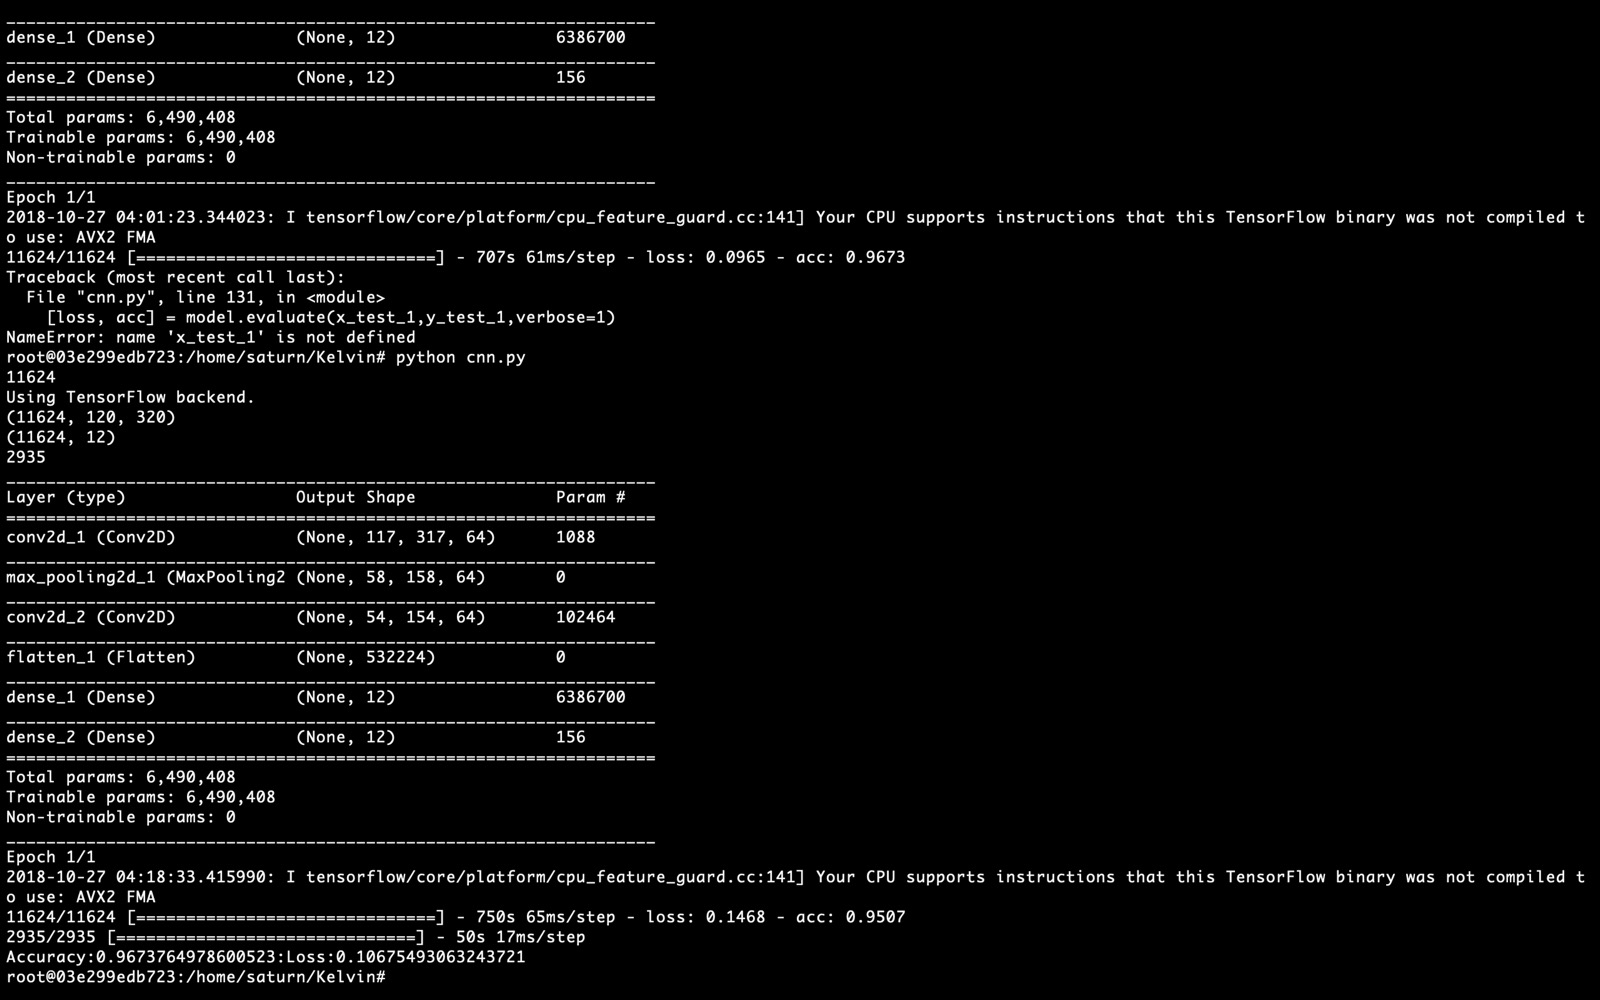 _________________________________________________________________
dense_1 (Dense)              (None, 12)                6386700
_________________________________________________________________
dense_2 (Dense)              (None, 12)                156
=================================================================
Total params: 6,490,408
Trainable params: 6,490,408
Non-trainable params: 0
_________________________________________________________________
Epoch 1/1
2018-10-27 04:01:23.344023: I tensorflow/core/platform/cpu_feature_guard.cc:141] Your CPU supports instructions that this TensorFlow binary was not compiled t
o use: AVX2 FMA
11624/11624 [==============================] - 707s 61ms/step - loss: 0.0965 - acc: 0.9673
Traceback (most recent call last):
  File "cnn.py", line 131, in <module>
    [loss, acc] = model.evaluate(x_test_1,y_test_1,verbose=1)
NameError: name 'x_test_1' is not defined
root@03e299edb723:/home/saturn/Kelvin# python cnn.py
11624
Using TensorFlow backend.
(11624, 120, 320)
(11624, 12)
2935
_________________________________________________________________
Layer (type)                 Output Shape              Param #
=================================================================
conv2d_1 (Conv2D)            (None, 117, 317, 64)      1088
_________________________________________________________________
max_pooling2d_1 (MaxPooling2 (None, 58, 158, 64)       0
_________________________________________________________________
conv2d_2 (Conv2D)            (None, 54, 154, 64)       102464
_________________________________________________________________
flatten_1 (Flatten)          (None, 532224)            0
_________________________________________________________________
dense_1 (Dense)              (None, 12)                6386700
_________________________________________________________________
dense_2 (Dense)              (None, 12)                156
=================================================================
Total params: 6,490,408
Trainable params: 6,490,408
Non-trainable params: 0
_________________________________________________________________
Epoch 1/1
2018-10-27 04:18:33.415990: I tensorflow/core/platform/cpu_feature_guard.cc:141] Your CPU supports instructions that this TensorFlow binary was not compiled t
o use: AVX2 FMA
11624/11624 [==============================] - 750s 65ms/step - loss: 0.1468 - acc: 0.9507
2935/2935 [==============================] - 50s 17ms/step
Accuracy:0.9673764978600523:Loss:0.10675493063243721
root@03e299edb723:/home/saturn/Kelvin#